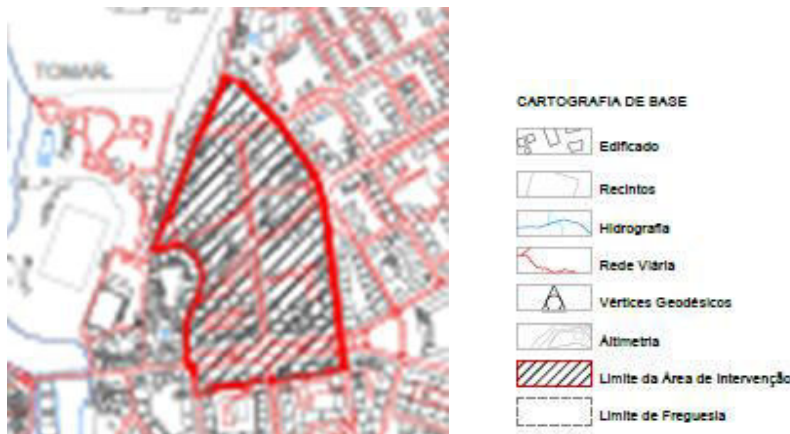 TOMAR
CARTOGRAFIA DE BASE
Edificado
Recintos
Hidrografia
Rede Viária
Vértices Geodésicos
Altimetria
Limite da Área de Intervenção
Limite de Freguesia